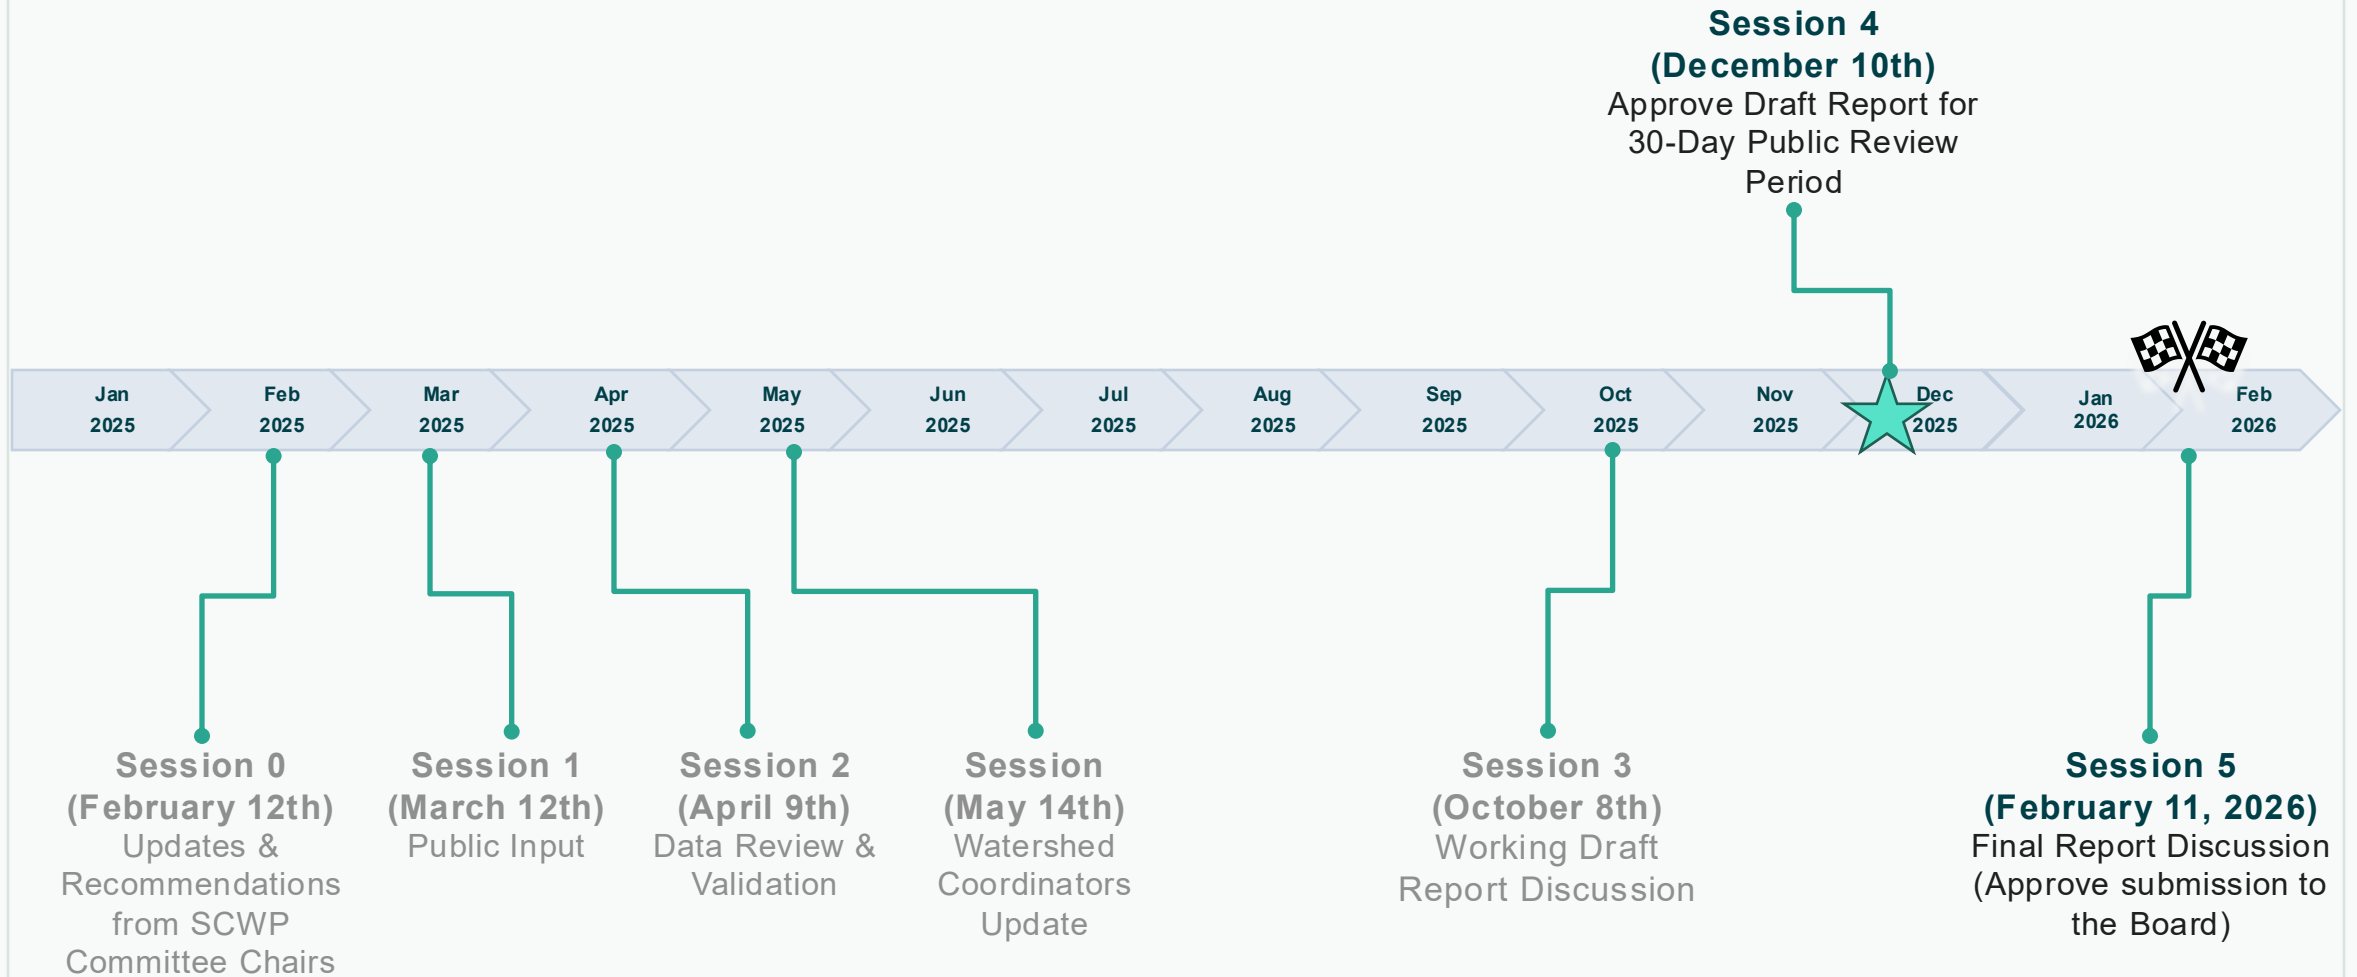 Session 4
(December 10th)
Approve Draft Report for
30-Day Public Review
Period
Jan
2025
Feb
2025
Mar
2025
Apr
2025
May
2025
Jun
2025
Jul
2025
Aug
2025
Sep
2025
Oct
2025
Nov
2025
Dec
2025
Jan
2026
Feb
2026
Session 0
(February 12th)
Updates &
Recommendations
from SCWP
Committee Chairs
Session 1
(March 12th)
Public Input
Session 2
(April 9th)
Data Review &
Validation
Session
(May 14th)
Watershed
Coordinators
Update
Session 3
(October 8th)
Working Draft
Report Discussion
Session 5
(February 11, 2026)
Final Report Discussion
(Approve submission to
the Board)